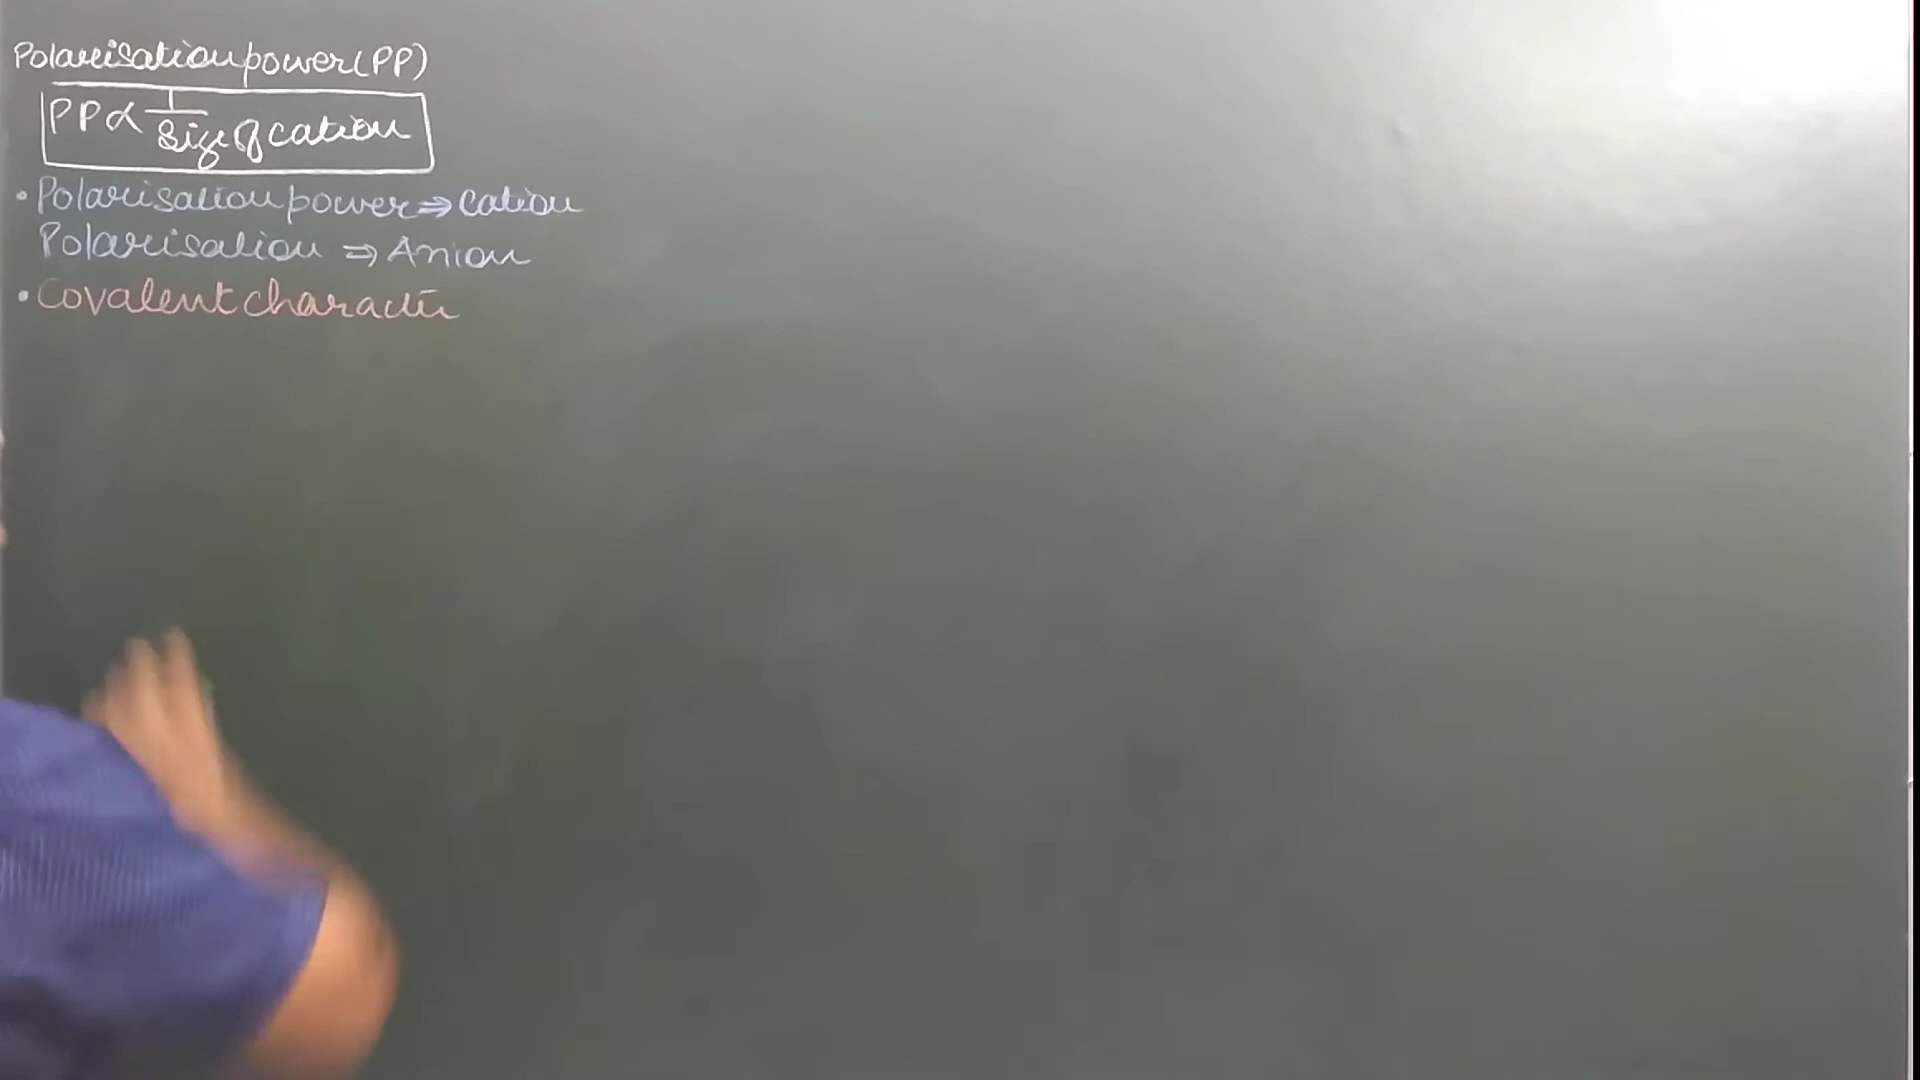 Polarisation power (PP)
PP ∝ 1/Size of cation
• Polarisation power ⇒ cation
Polarisation ⇒ Anion
• Covalent character